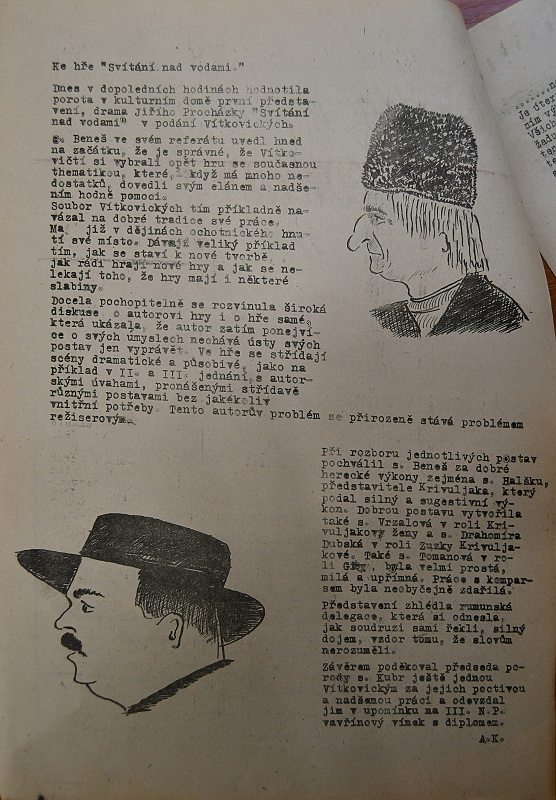 Ke hře "Svítání nad vodami."
Dnes v dopoledních hodinách hodnotila
porota v kulturním domě první předsta-
vení, drama Jiřího Procházky "Svítání
nad vodami" v podání Vítkovických.
s. Beneš ve svém referátu uvedl hned
na začátku, že je správné, že Vítko-
vičtí si vybrali opět hru se současnou
thematikou, které, když má mnoho ne-
dostatků, dovedli svým elánem a nadše-
ním hodně pomoci.
Soubor Vítkovických tím příkladně na-
vázal na dobré tradice své práce.
Má již v dějinách ochotnického hnu-
tí své místo. Dávají veliký příklad
tím, jak se staví k nové tvorbě,
jak rádi hrají nové hry a jak se ne-
lekají toho, že hry mají i některé
slabiny.
Docela pochopitelně se rozvinula široká
diskuse o autorovi hry i o hře samé,
která ukázala, že autor zatím ponejví-
ce o svých umyslech nechává ústy svých
postav jen vyprávět. Ve hře se střídají
scény dramatické a působivé, jako na
příklad v II. a III. jednání, s autor-
skými úvahami, pronášenými střídavě
různými postavami bez jakékoliv
vnitřní potřeby. Tento autorův problém se přirozeně stává problémem
režiserovým.
Při rozboru jednotlivých postav
pochválil s. Beneš za dobré
herecké výkony zejména s. Halšku,
představitele Krivuljaka, který
podal silný a sugestivní vý-
kon. Dobrou postavu vytvořila
také s. Vrzalová v roli Kri-
vuljakovy ženy a s. Drahomíra
Dubská v roli Zuzky Krivulja-
kové. Také s. Tomanová v ro-
li byla velmi prostá,
milá a upřímná. Práce s kompar-
sem byla neobyčejně zdařilá.
Představení zhlédla rumunská
delegace, která si odnesla,
jak soudruzi sami řekli, silný
dojem, vzdor tomu, že slovům
nerozuměli.
Závěrem poděkoval předseda po-
roty s. Kubr ještě jednou
Vítkovickým za jejich poctivou
a nadšenou práci a odevzdal
jim v upomínku na III. N.P.
vavřínový vínek s diplomem.
A.K.